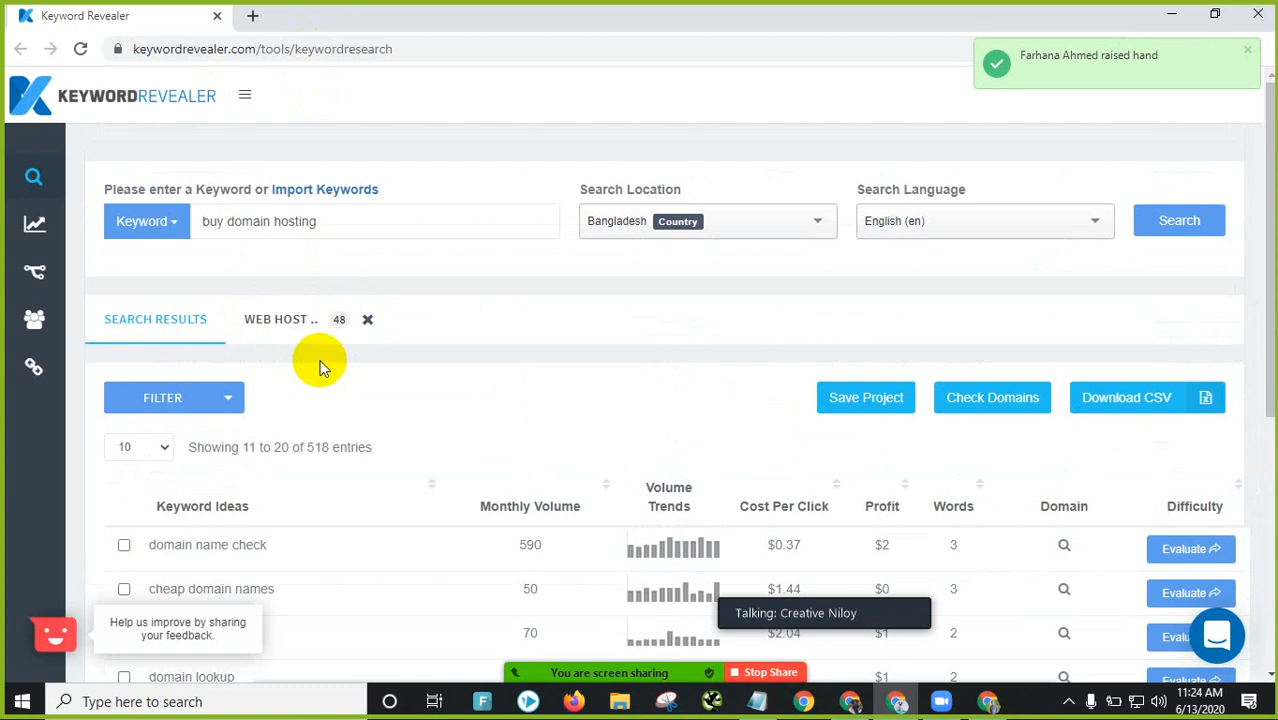 Keyword Revealer
keywordrevealer.com/tools/keywordresearch
Farhana Ahmed raised hand
KEYWORDREVEALER
Please enter a Keyword or Import Keywords
Search Location
Search Language
Keyword
buy domain hosting
Bangladesh Country
English (en)
Search
SEARCH RESULTS
WEB HOST .. 48
FILTER
Save Project
Check Domains
Download CSV
10
Showing 11 to 20 of 518 entries
Keyword Ideas
Monthly Volume
Volume
Trends
Cost Per Click
Profit
Words
Domain
Difficulty
domain name check
590
$0.37
$2
3
Evaluate
cheap domain names
50
$1.44
$0
3
Evaluate
Help us improve by sharing
your feedback.
Talking: Creative Niloy
70
$2.04
$1
2
domain lookup
$1
2
You are screen sharing
Stop Share
Type here to search
11:24 AM
6/13/2020